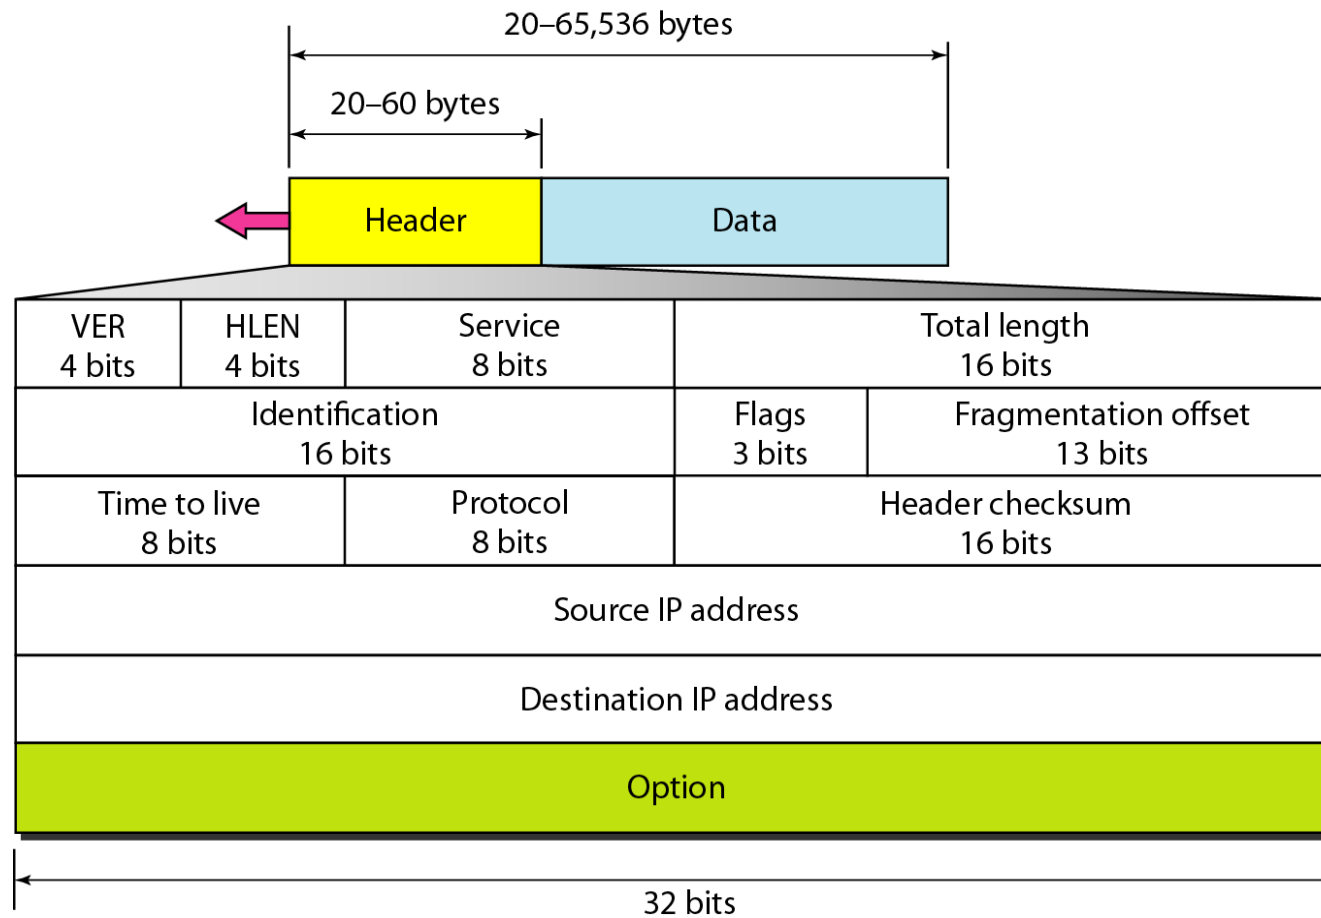 20–65,536 bytes
20–60 bytes
Header
Data
VER
4 bits
HLEN
4 bits
Service
8 bits
Total length
16 bits
Identification
16 bits
Flags
3 bits
Fragmentation offset
13 bits
Time to live
8 bits
Protocol
8 bits
Header checksum
16 bits
Source IP address
Destination IP address
Option
32 bits